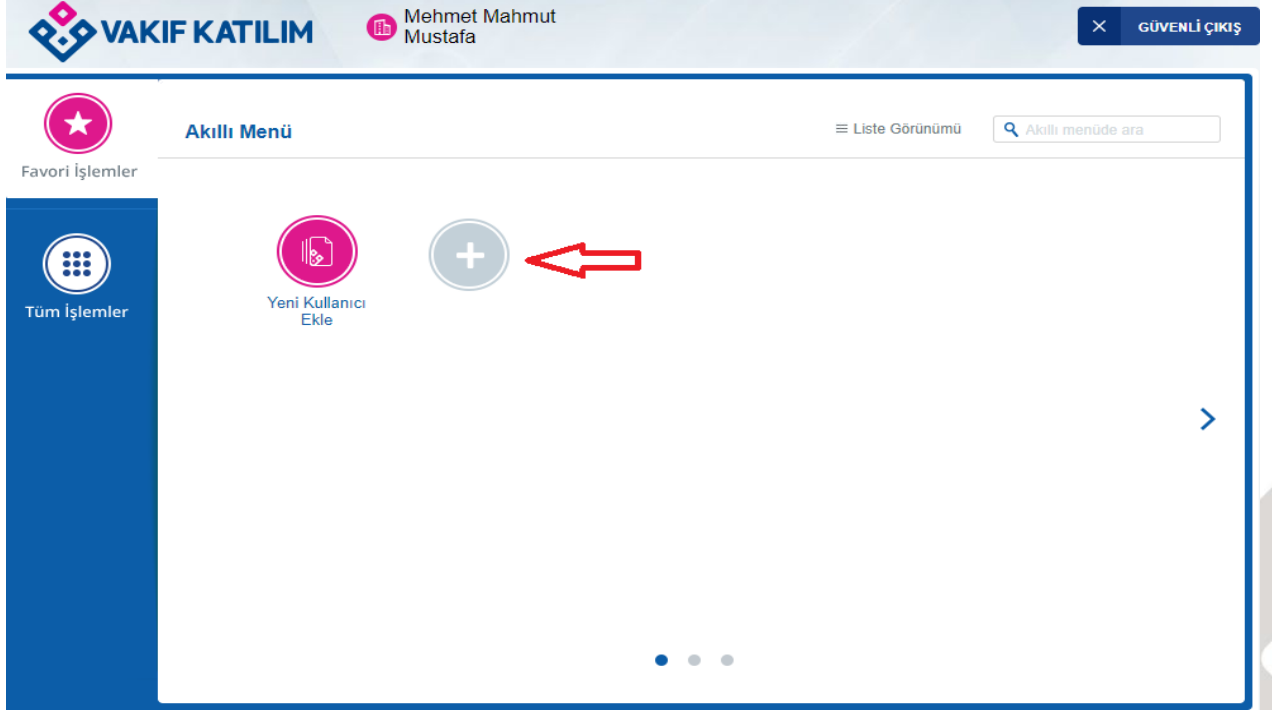 VAKIF KATILIM
Mehmet Mahmut
Mustafa
GÜVENLİ ÇIKIŞ
Favori İşlemler
Akıllı Menü
Liste Görünümü
Akıllı menüde ara
Tüm İşlemler
Yeni Kullanıcı
Ekle